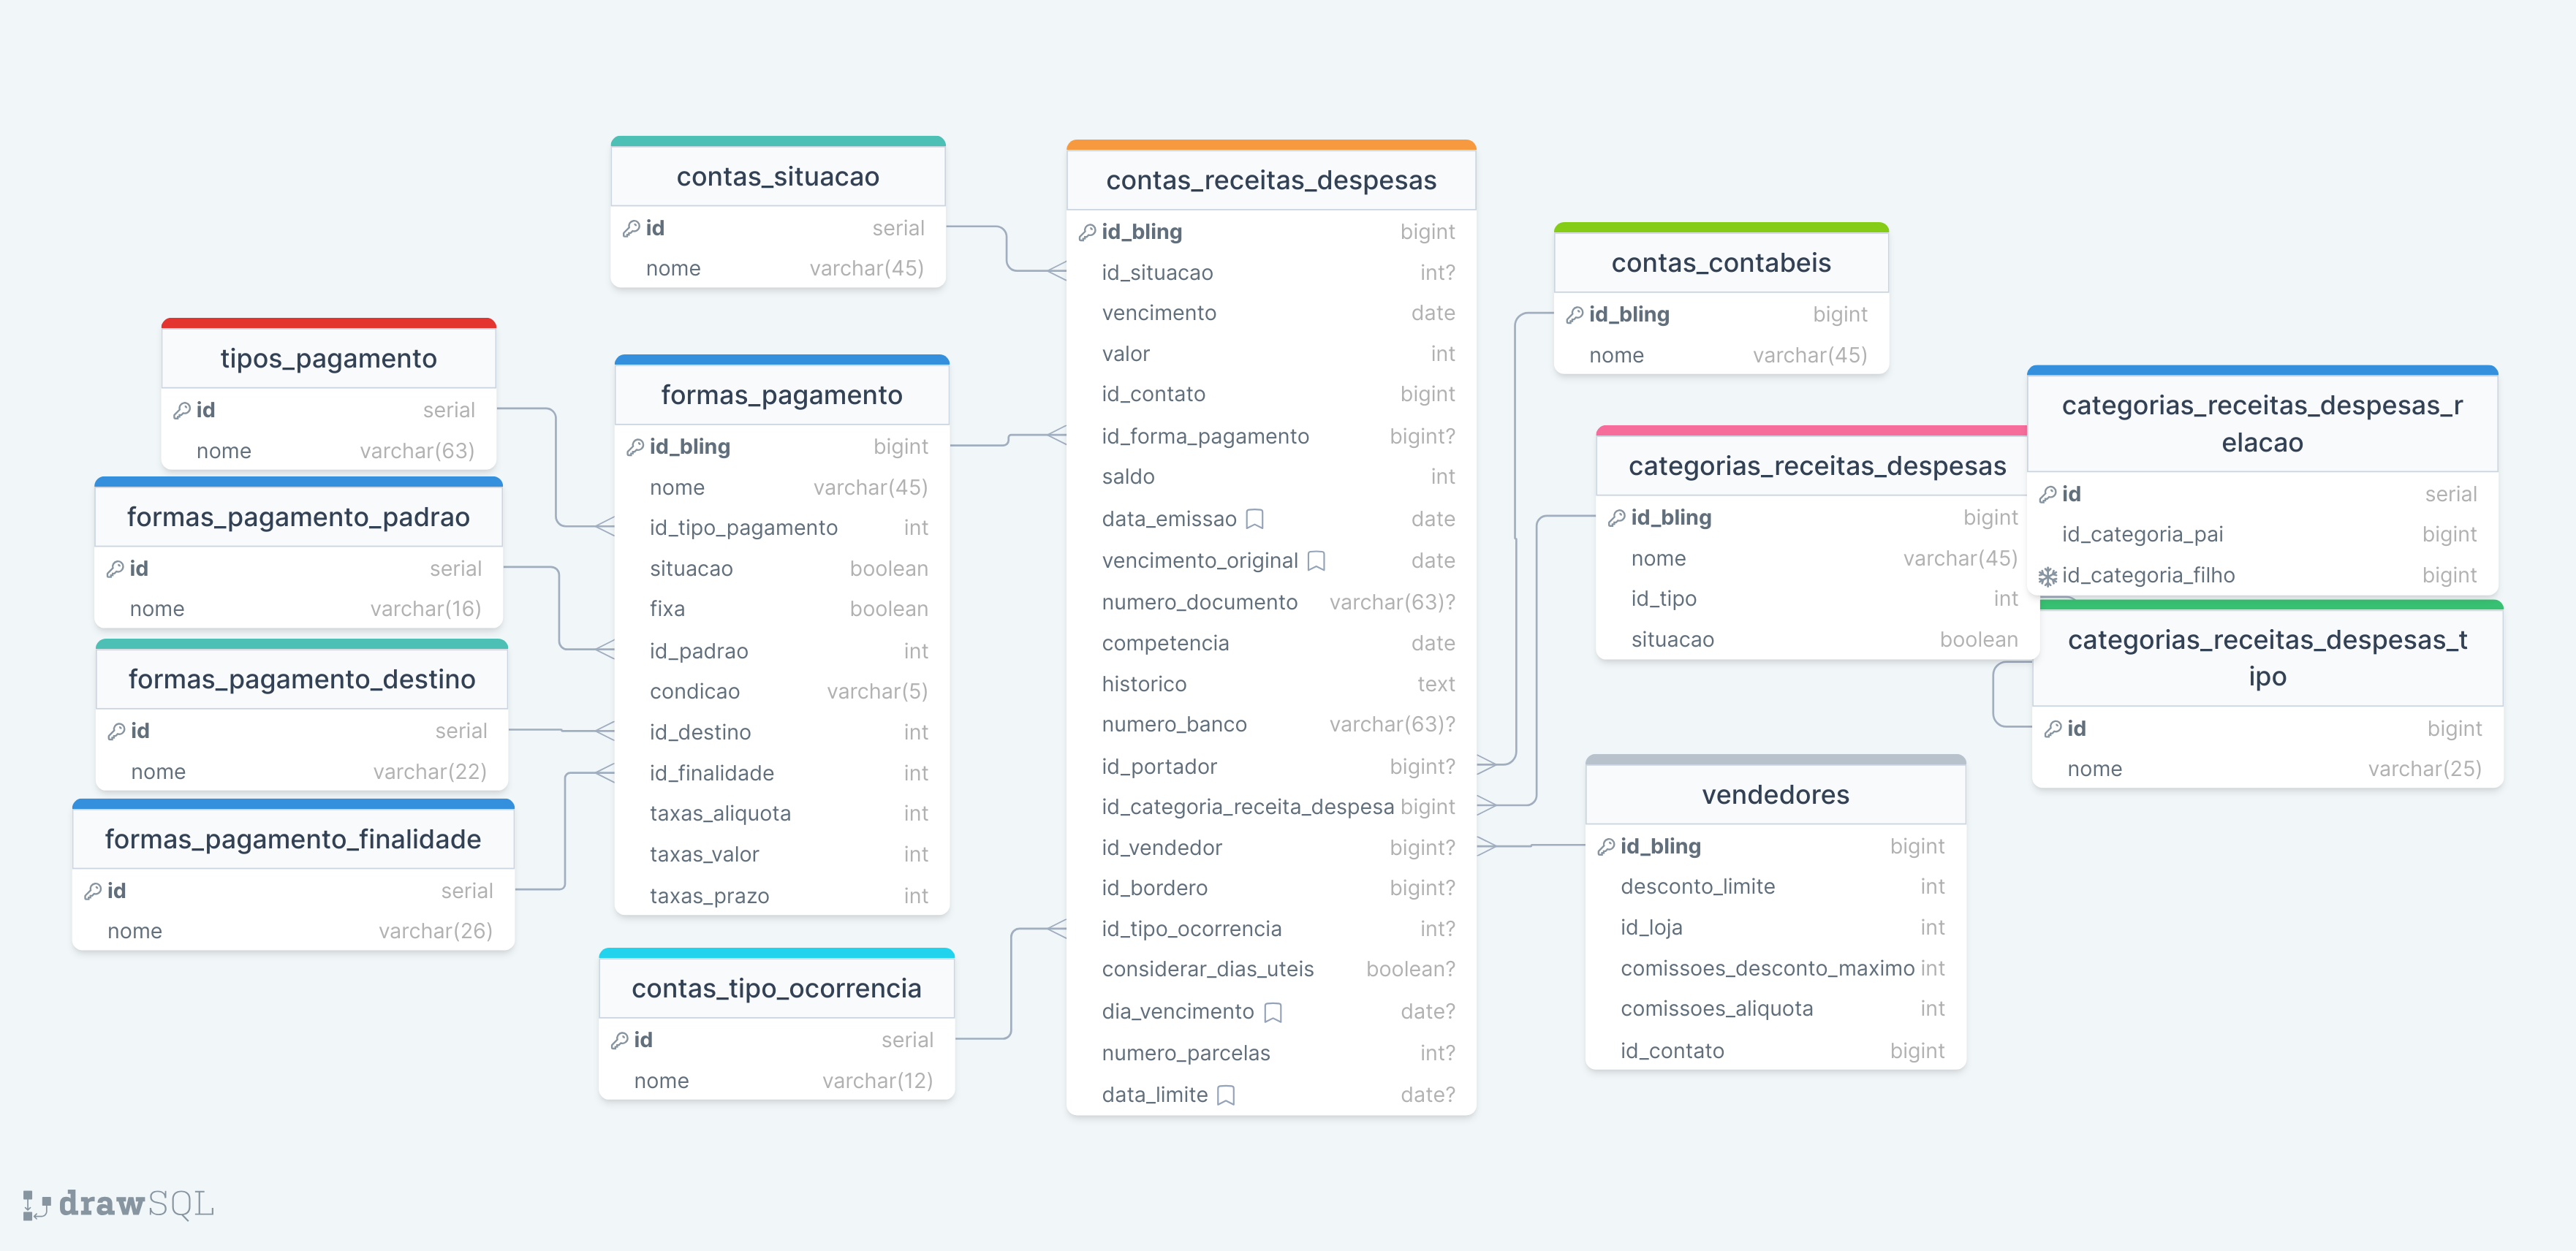 contas_situacao
id serial
nome varchar(45)
tipos_pagamento
id serial
nome varchar(63)
formas_pagamento_padrao
id serial
nome varchar(16)
formas_pagamento_destino
id serial
nome varchar(22)
formas_pagamento_finalidade
id serial
nome varchar(26)
formas_pagamento
id_bling bigint
nome varchar(45)
id_tipo_pagamento int
situacao boolean
fixa boolean
id_padrao int
condicao varchar(5)
id_destino int
id_finalidade int
taxas_aliquota int
taxas_valor int
taxas_prazo int
contas_tipo_ocorrencia
id serial
nome varchar(12)
contas_receitas_despesas
id_bling bigint
id_situacao int?
vencimento date
valor int
id_contato bigint
id_forma_pagamento bigint?
saldo int
data_emissao date
vencimento_original date
numero_documento varchar(63)?
competencia date
historico text
numero_banco varchar(63)?
id_portador bigint?
id_categoria_receita_despesa bigint
id_vendedor bigint?
id_bordero bigint?
id_tipo_ocorrencia int?
considerar_dias_uteis boolean?
dia_vencimento date?
numero_parcelas int?
data_limite date?
contas_contabeis
id_bling bigint
nome varchar(45)
categorias_receitas_despesas
id_bling bigint
nome varchar(45)
id_tipo int
situacao boolean
categorias_receitas_despesas_r
elacao
id serial
id_categoria_pai bigint
id_categoria_filho bigint
categorias_receitas_despesas_t
ipo
id bigint
nome varchar(25)
vendedores
id_bling bigint
desconto_limite int
id_loja int
comissoes_desconto_maximo int
comissoes_aliquota int
id_contato bigint
drawSQL